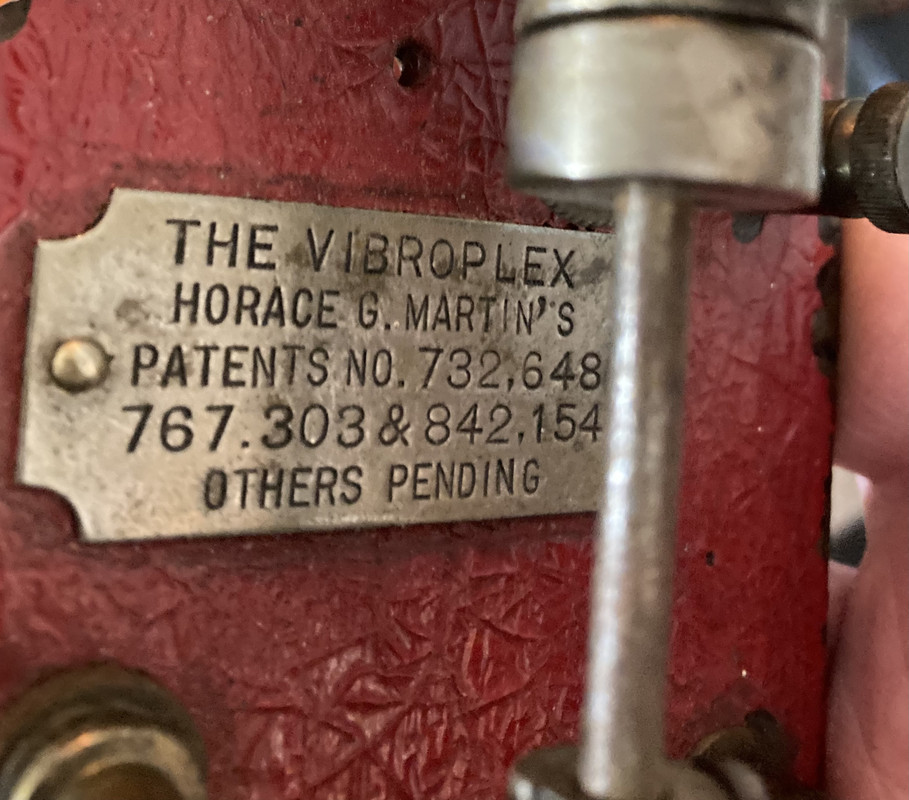 THE VIBROPLEX
HORACE G. MARTIN'S
PATENTS NO. 732,648
767.303 & 842,154
OTHERS PENDING